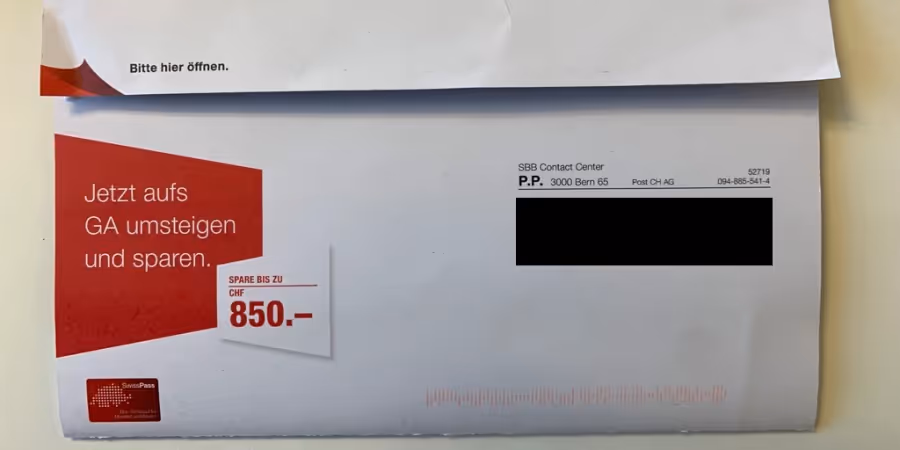 Bitte hier öffnen.
Jetzt aufs
GA umsteigen
und sparen.
SPARE BIS ZU
CHF
850.–
SBB Contact Center
52719
P.P. 3000 Bern 65 Post CH AG 094-885-541-4
SwissPass